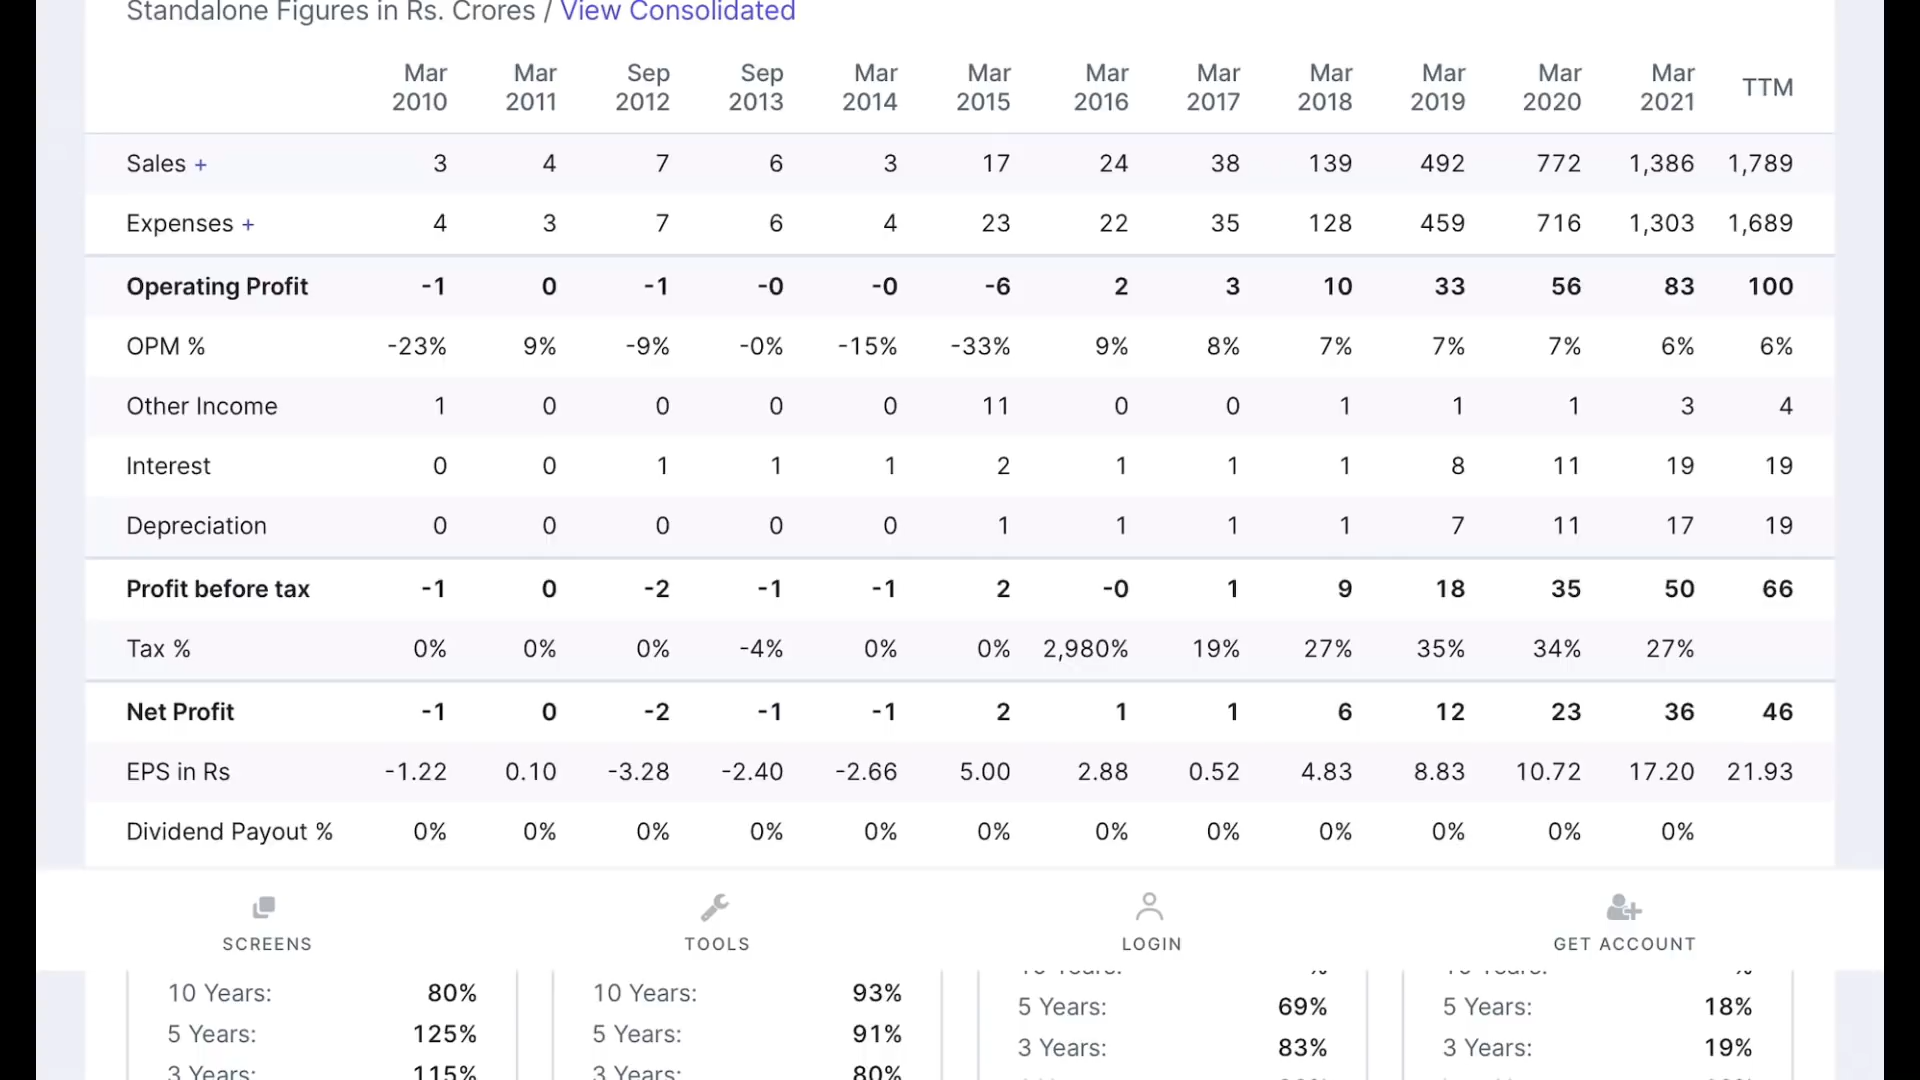 Standalone Figures in Rs. Crores / View Consolidated
Mar 2010 Mar 2011 Sep 2012 Sep 2013 Mar 2014 Mar 2015 Mar 2016 Mar 2017 Mar 2018 Mar 2019 Mar 2020 Mar 2021 TTM
Sales + 3 4 7 6 3 17 24 38 139 492 772 1,386 1,789
Expenses + 4 3 7 6 4 23 22 35 128 459 716 1,303 1,689
Operating Profit -1 0 -1 -0 -0 -6 2 3 10 33 56 83 100
OPM % -23% 9% -9% -0% -15% -33% 9% 8% 7% 7% 7% 6% 6%
Other Income 1 0 0 0 0 11 0 0 1 1 1 3 4
Interest 0 0 1 1 1 2 1 1 1 8 11 19 19
Depreciation 0 0 0 0 0 1 1 1 1 7 11 17 19
Profit before tax -1 0 -2 -1 -1 2 -0 1 9 18 35 50 66
Tax % 0% 0% 0% -4% 0% 0% 2,980% 19% 27% 35% 34% 27%
Net Profit -1 0 -2 -1 -1 2 1 1 6 12 23 36 46
EPS in Rs -1.22 0.10 -3.28 -2.40 -2.66 5.00 2.88 0.52 4.83 8.83 10.72 17.20 21.93
Dividend Payout % 0% 0% 0% 0% 0% 0% 0% 0% 0% 0% 0% 0%
SCREENS TOOLS LOGIN GET ACCOUNT
10 Years: 80% 10 Years: 93% 5 Years: 69% 5 Years: 18%
5 Years: 125% 5 Years: 91% 3 Years: 83% 3 Years: 19%
3 Years: 115% 3 Years: 80%